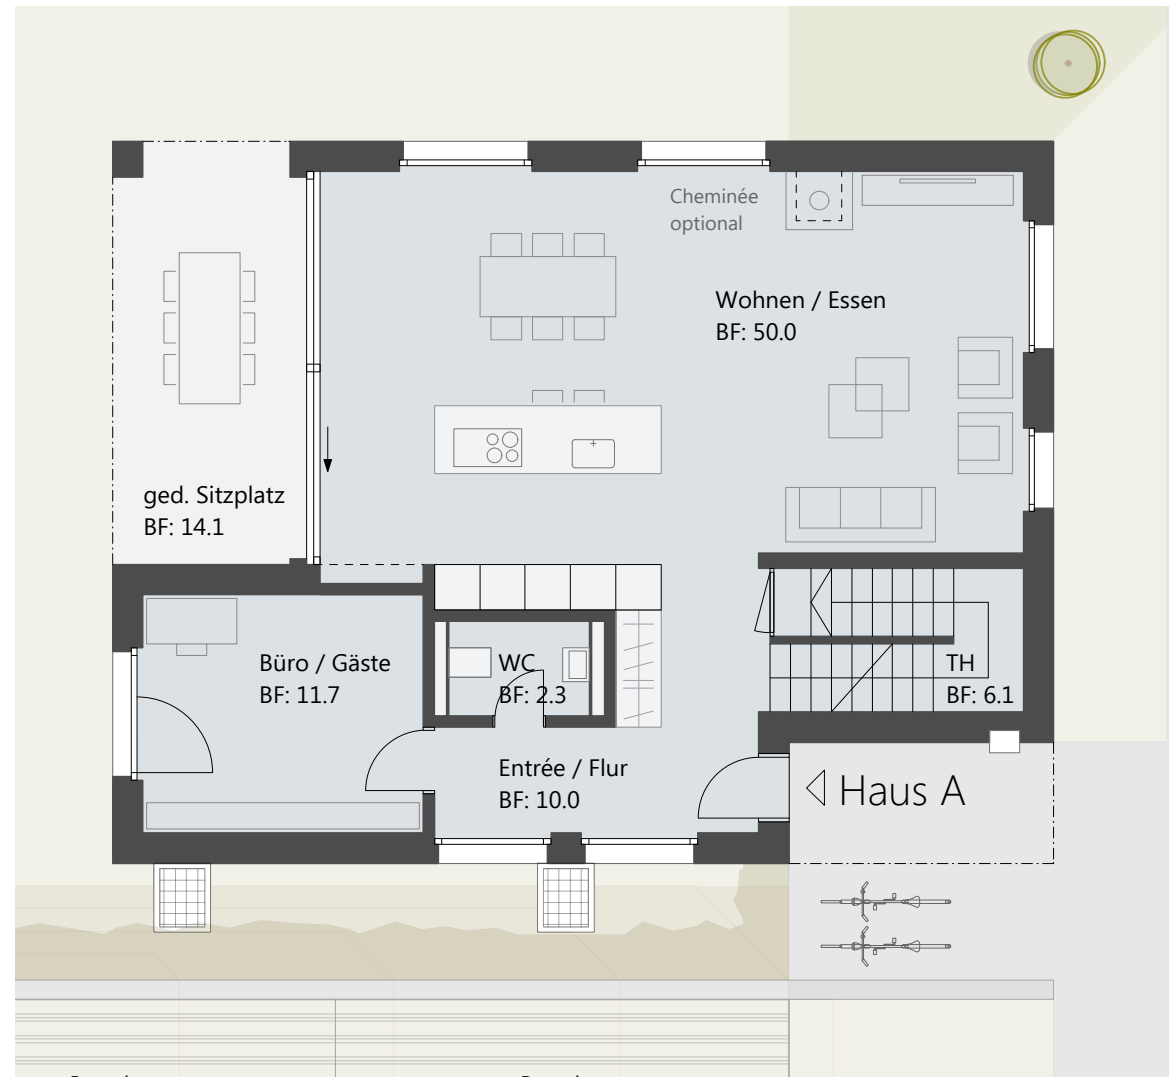 Cheminée
optional
Wohnen / Essen
BF: 50.0
ged. Sitzplatz
BF: 14.1
Büro / Gäste
BF: 11.7
WC
BF: 2.3
TH
BF: 6.1
Entrée / Flur
BF: 10.0
Haus A